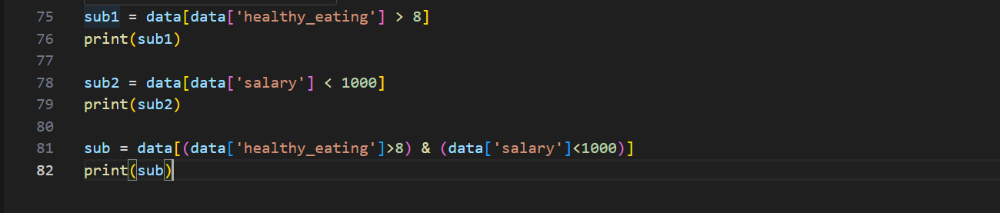 75 sub1 = data[data['healthy_eating'] > 8]
76 print(sub1)
77
78 sub2 = data[data['salary'] < 1000]
79 print(sub2)
80
81 sub = data[(data['healthy_eating']>8) & (data['salary']<1000)]
82 print(sub)